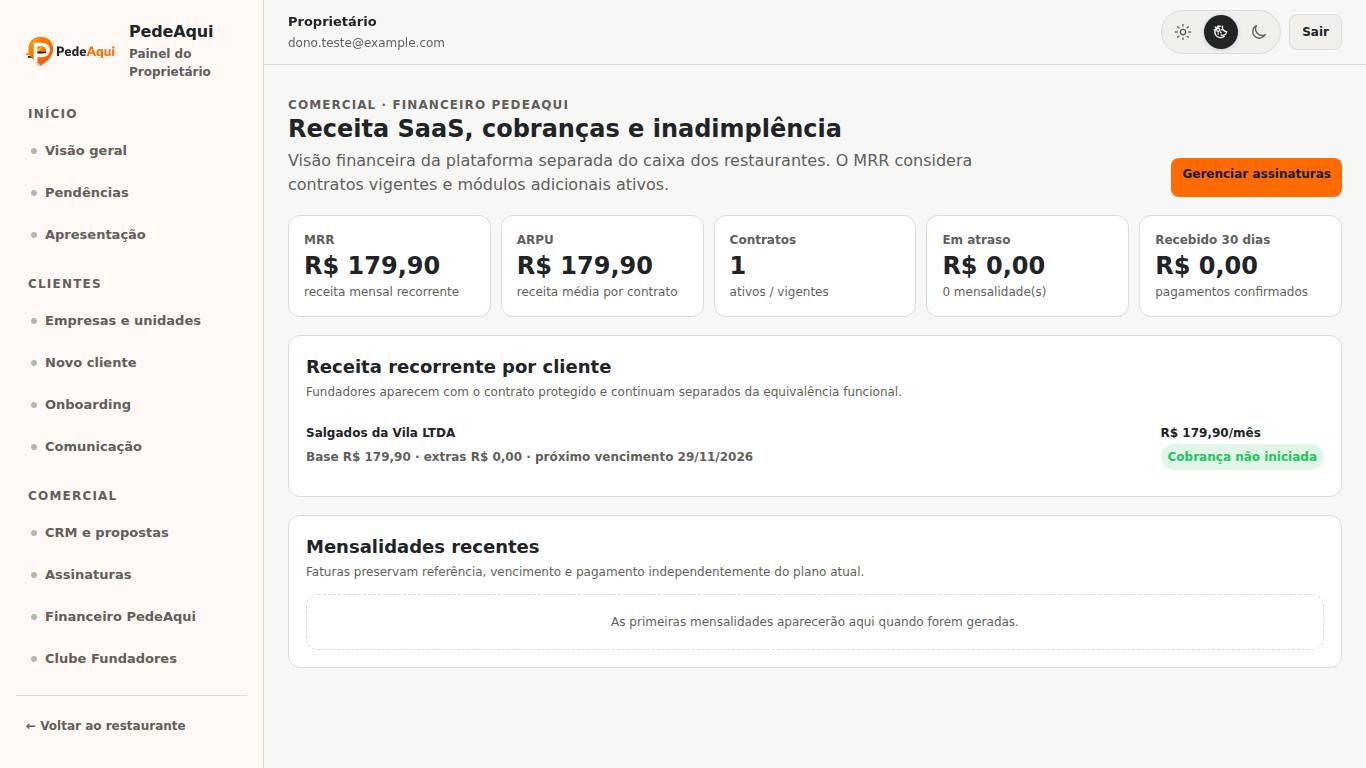 PedeAqui
PedeAqui
Painel do
Proprietário
INÍCIO
Visão geral
Pendências
Apresentação
CLIENTES
Empresas e unidades
Novo cliente
Onboarding
Comunicação
COMERCIAL
CRM e propostas
Assinaturas
Financeiro PedeAqui
Clube Fundadores
← Voltar ao restaurante
Proprietário
dono.teste@example.com
Sair
COMERCIAL · FINANCEIRO PEDEAQUI
Receita SaaS, cobranças e inadimplência
Visão financeira da plataforma separada do caixa dos restaurantes. O MRR considera
contratos vigentes e módulos adicionais ativos.
Gerenciar assinaturas
MRR
R$ 179,90
receita mensal recorrente
ARPU
R$ 179,90
receita média por contrato
Contratos
1
ativos / vigentes
Em atraso
R$ 0,00
0 mensalidade(s)
Recebido 30 dias
R$ 0,00
pagamentos confirmados
Receita recorrente por cliente
Fundadores aparecem com o contrato protegido e continuam separados da equivalência funcional.
Salgados da Vila LTDA
R$ 179,90/mês
Base R$ 179,90 · extras R$ 0,00 · próximo vencimento 29/11/2026
Cobrança não iniciada
Mensalidades recentes
Faturas preservam referência, vencimento e pagamento independentemente do plano atual.
As primeiras mensalidades aparecerão aqui quando forem geradas.